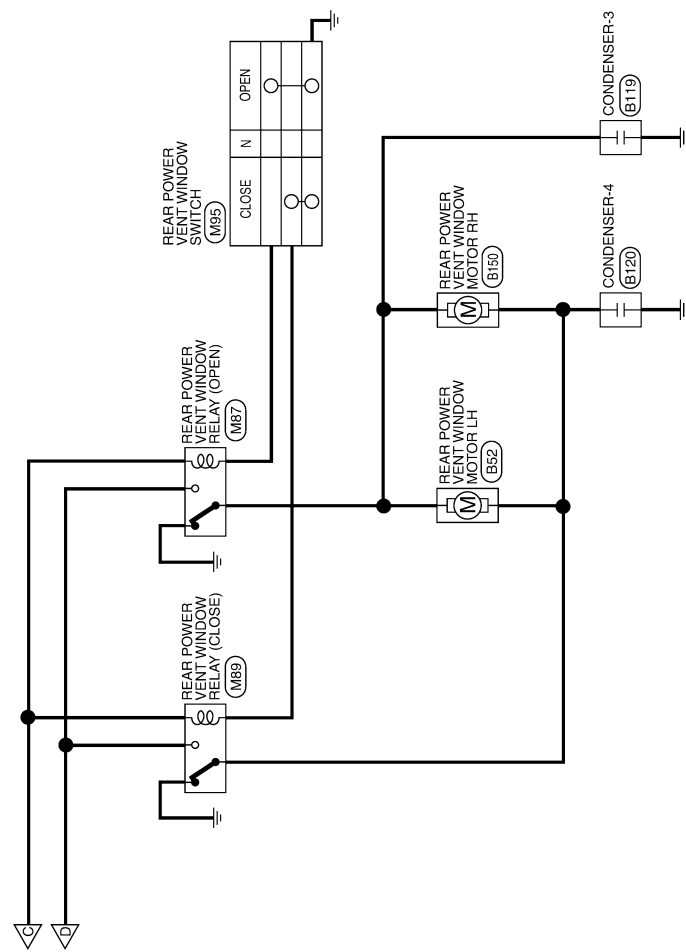 REAR POWER
VENT WINDOW
SWITCH
M95
CLOSE
N
OPEN
REAR POWER
VENT WINDOW
RELAY (OPEN)
M87
REAR POWER
VENT WINDOW
RELAY (CLOSE)
M89
REAR POWER
VENT WINDOW
MOTOR RH
B150
M
REAR POWER
VENT WINDOW
MOTOR LH
B52
M
CONDENSER-3
B119
CONDENSER-4
B120
C
D